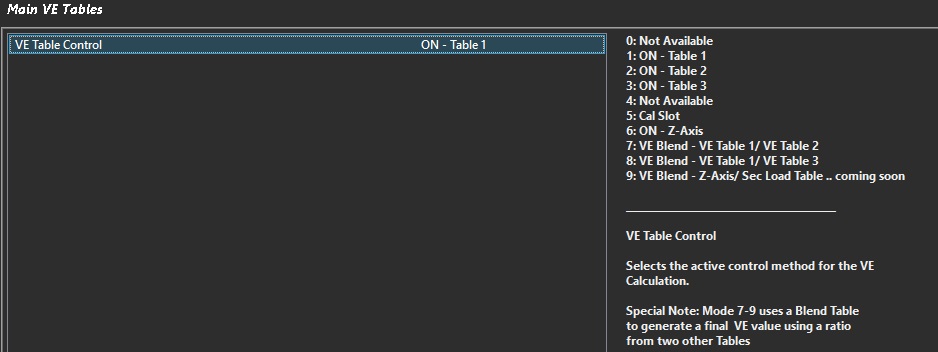 Main VE Tables
VE Table Control ON - Table 1
0: Not Available
1: ON - Table 1
2: ON - Table 2
3: ON - Table 3
4: Not Available
5: Cal Slot
6: ON - Z-Axis
7: VE Blend - VE Table 1/ VE Table 2
8: VE Blend - VE Table 1/ VE Table 3
9: VE Blend - Z-Axis/ Sec Load Table .. coming soon
VE Table Control
Selects the active control method for the VE
Calculation.
Special Note: Mode 7-9 uses a Blend Table
to generate a final  VE value using a ratio
from two other Tables